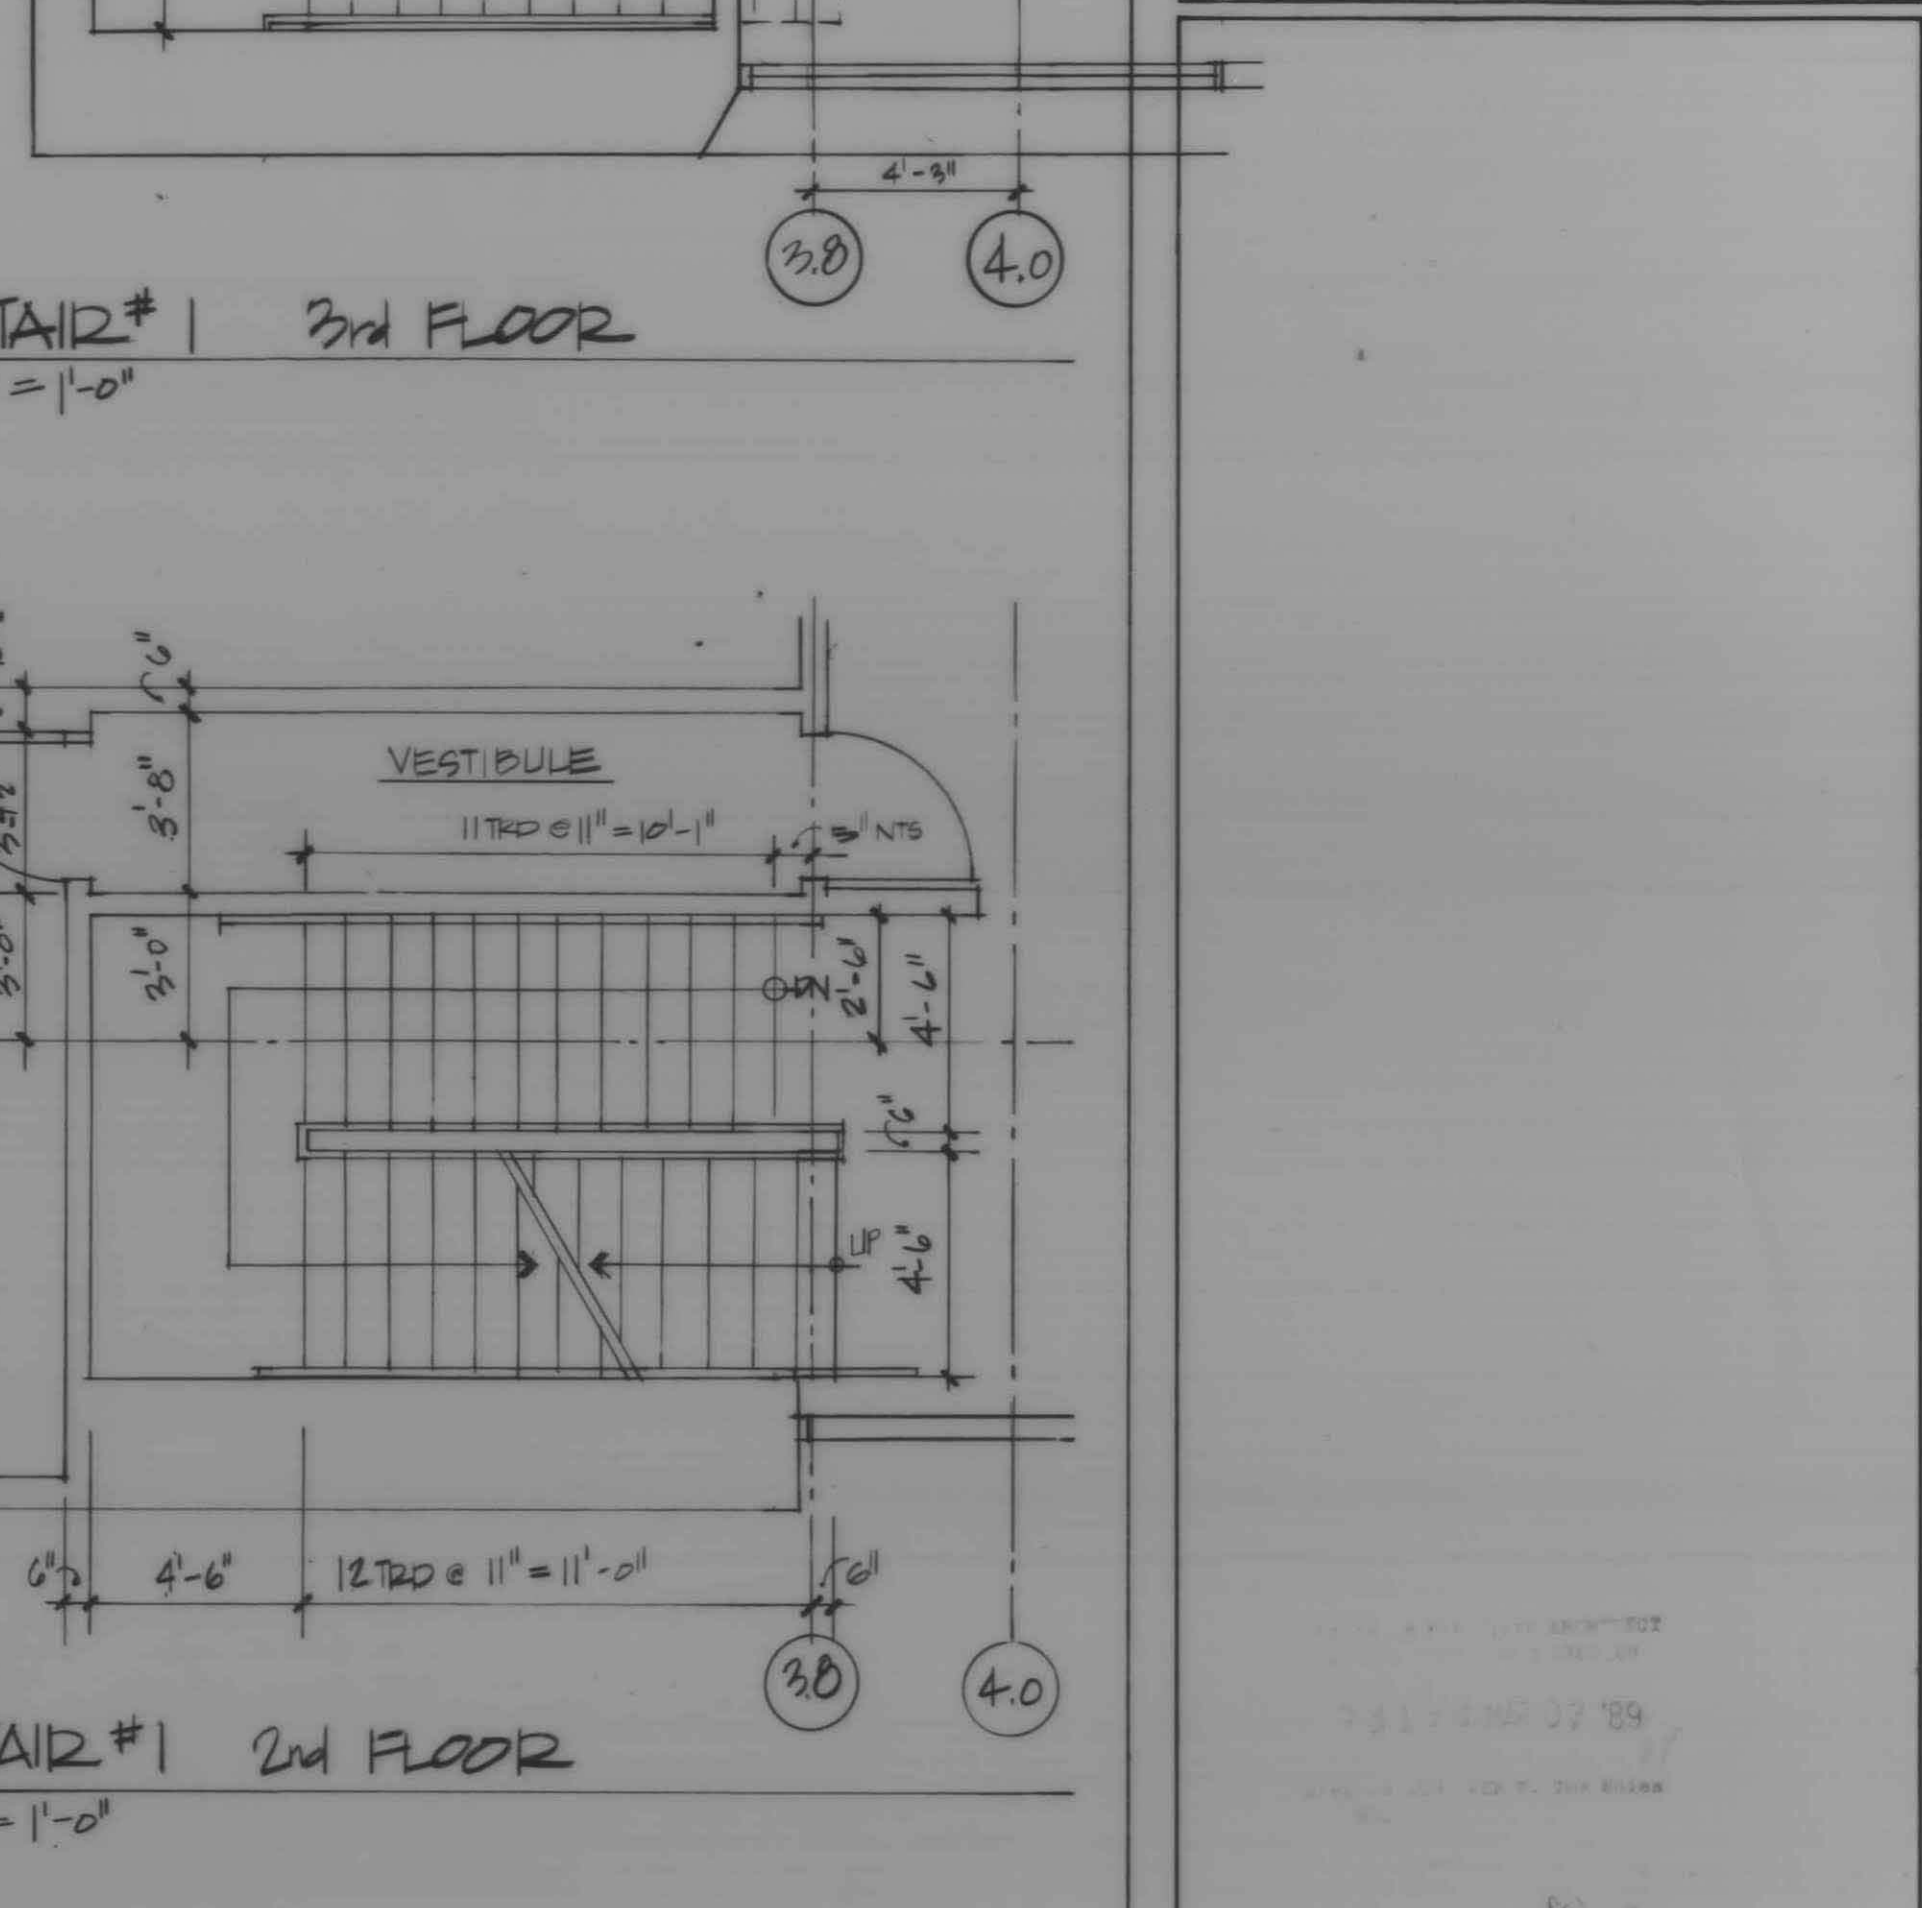 4'-3"
3.8
4.0
TAIR # 1 3rd FLOOR
= 1'-0"
6"
VESTIBULE
3'-8"
11 TRD @ 11" = 10'-1"
NTS
3'-0"
3'-0"
DN
2'-6"
4'-6"
6"
UP
4'-6"
6"
4'-6"
12 TRD @ 11" = 11'-0"
6"
3.8
4.0
AIR #1 2nd FLOOR
= 1'-0"
'89